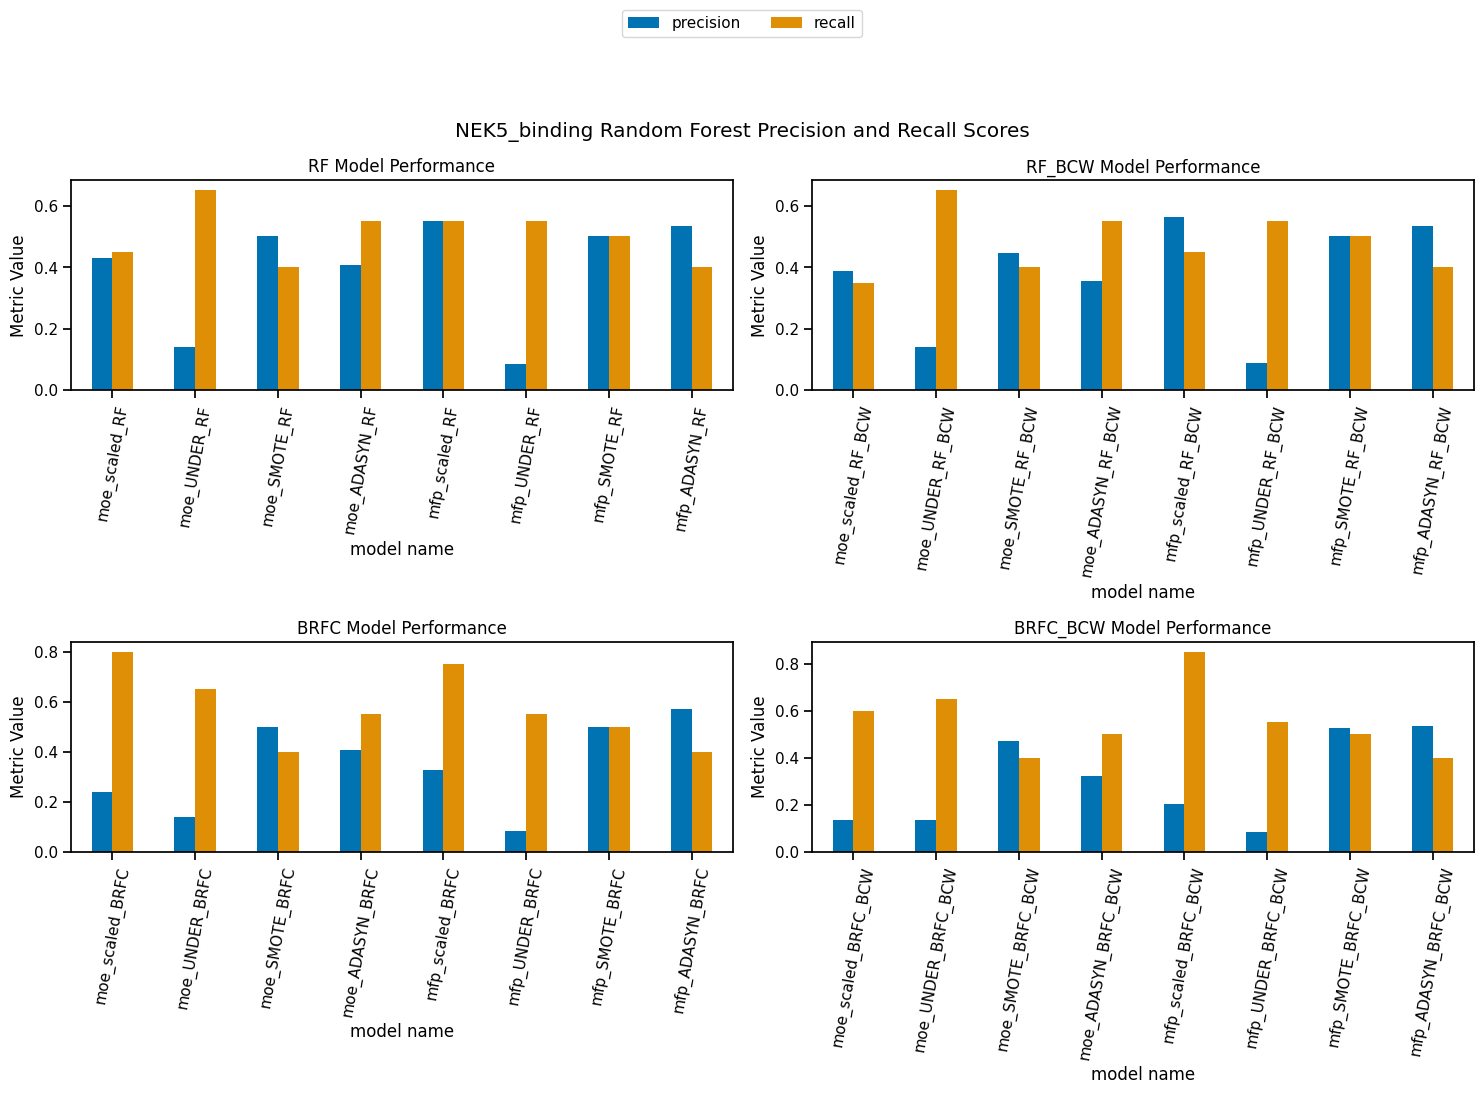 precision recall
NEK5_binding Random Forest Precision and Recall Scores
RF Model Performance
Metric Value
0.6
0.4
0.2
0.0
moe_scaled_RF
moe_UNDER_RF
moe_SMOTE_RF
moe_ADASYN_RF
mfp_scaled_RF
mfp_UNDER_RF
mfp_SMOTE_RF
mfp_ADASYN_RF
model name
RF_BCW Model Performance
Metric Value
0.6
0.4
0.2
0.0
moe_scaled_RF_BCW
moe_UNDER_RF_BCW
moe_SMOTE_RF_BCW
moe_ADASYN_RF_BCW
mfp_scaled_RF_BCW
mfp_UNDER_RF_BCW
mfp_SMOTE_RF_BCW
mfp_ADASYN_RF_BCW
model name
BRFC Model Performance
Metric Value
0.8
0.6
0.4
0.2
0.0
moe_scaled_BRFC
moe_UNDER_BRFC
moe_SMOTE_BRFC
moe_ADASYN_BRFC
mfp_scaled_BRFC
mfp_UNDER_BRFC
mfp_SMOTE_BRFC
mfp_ADASYN_BRFC
model name
BRFC_BCW Model Performance
Metric Value
0.8
0.6
0.4
0.2
0.0
moe_scaled_BRFC_BCW
moe_UNDER_BRFC_BCW
moe_SMOTE_BRFC_BCW
moe_ADASYN_BRFC_BCW
mfp_scaled_BRFC_BCW
mfp_UNDER_BRFC_BCW
mfp_SMOTE_BRFC_BCW
mfp_ADASYN_BRFC_BCW
model name